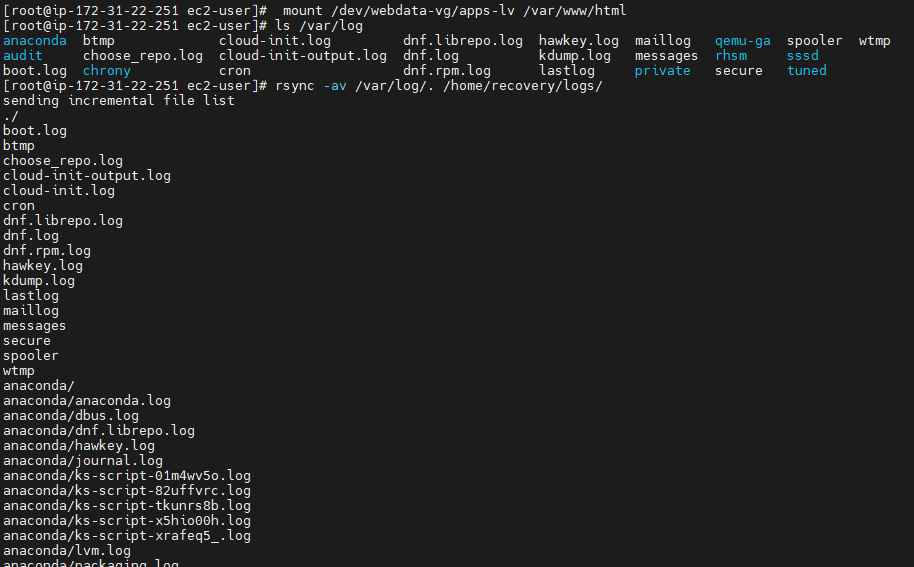 [root@ip-172-31-22-251 ec2-user]#  mount /dev/webdata-vg/apps-lv /var/www/html
[root@ip-172-31-22-251 ec2-user]# ls /var/log
anaconda  btmp             cloud-init.log         dnf.librepo.log  hawkey.log  maillog   qemu-ga  spooler  wtmp
audit     choose_repo.log  cloud-init-output.log  dnf.log          kdump.log   messages  rhsm     sssd
boot.log  chrony           cron                   dnf.rpm.log      lastlog     private   secure   tuned
[root@ip-172-31-22-251 ec2-user]# rsync -av /var/log/. /home/recovery/logs/
sending incremental file list
./
boot.log
btmp
choose_repo.log
cloud-init-output.log
cloud-init.log
cron
dnf.librepo.log
dnf.log
dnf.rpm.log
hawkey.log
kdump.log
lastlog
maillog
messages
secure
spooler
wtmp
anaconda/
anaconda/anaconda.log
anaconda/dbus.log
anaconda/dnf.librepo.log
anaconda/hawkey.log
anaconda/journal.log
anaconda/ks-script-01m4wv5o.log
anaconda/ks-script-82uffvrc.log
anaconda/ks-script-tkunrs8b.log
anaconda/ks-script-x5hio00h.log
anaconda/ks-script-xrafeq5_.log
anaconda/lvm.log
anaconda/packaging.log